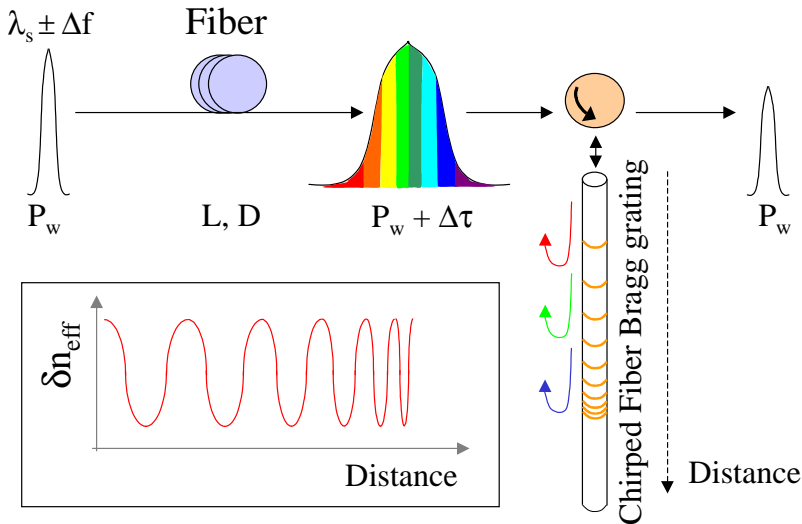 λs ± Δf
Fiber
Pw
L, D
Pw + Δτ
Pw
Chirped Fiber Bragg grating
δneff
Distance
Distance